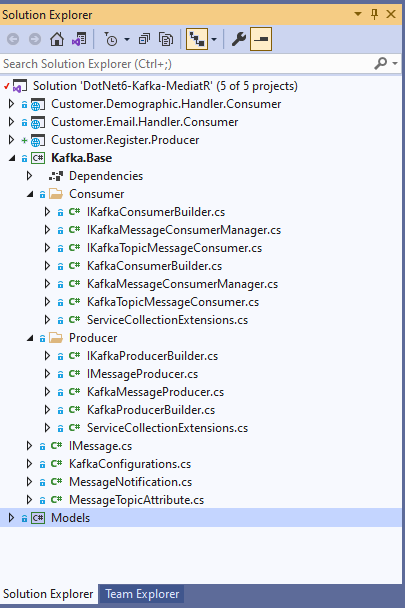 Solution Explorer
Search Solution Explorer (Ctrl+;)
Solution 'DotNet6-Kafka-MediatR' (5 of 5 projects)
Customer.Demographic.Handler.Consumer
Customer.Email.Handler.Consumer
Customer.Register.Producer
C# Kafka.Base
Dependencies
Consumer
C# IKafkaConsumerBuilder.cs
C# IKafkaMessageConsumerManager.cs
C# IKafkaTopicMessageConsumer.cs
C# KafkaConsumerBuilder.cs
C# KafkaMessageConsumerManager.cs
C# KafkaTopicMessageConsumer.cs
C# ServiceCollectionExtensions.cs
Producer
C# IKafkaProducerBuilder.cs
C# IMessageProducer.cs
C# KafkaMessageProducer.cs
C# KafkaProducerBuilder.cs
C# ServiceCollectionExtensions.cs
C# IMessage.cs
C# KafkaConfigurations.cs
C# MessageNotification.cs
C# MessageTopicAttribute.cs
C# Models
Solution Explorer Team Explorer